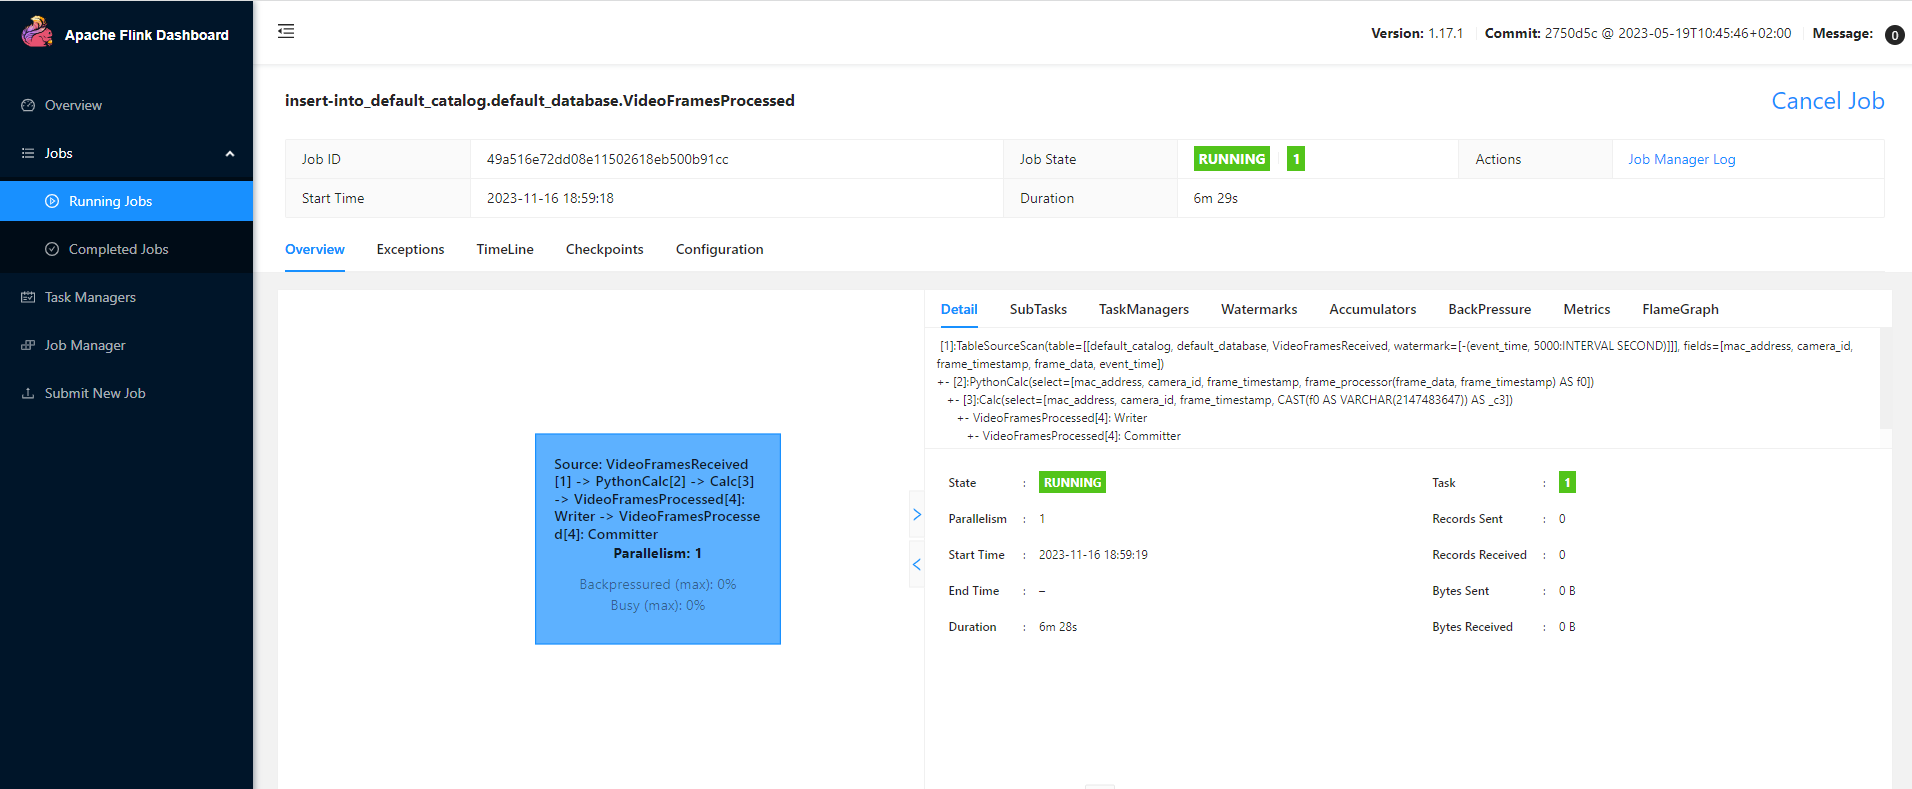 Apache Flink Dashboard
Version: 1.17.1 Commit: 2750d5c @ 2023-05-19T10:45:46+02:00 Message: 0
Overview
Jobs
Running Jobs
Completed Jobs
Task Managers
Job Manager
Submit New Job
insert-into_default_catalog.default_database.VideoFramesProcessed
Cancel Job
Job ID 49a516e72dd08e11502618eb500b91cc Job State RUNNING 1 Actions Job Manager Log
Start Time 2023-11-16 18:59:18 Duration 6m 29s
Overview Exceptions TimeLine Checkpoints Configuration
Source: VideoFramesReceived
[1] -> PythonCalc[2] -> Calc[3]
-> VideoFramesProcessed[4]:
Writer -> VideoFramesProcesse
d[4]: Committer
Parallelism: 1
Backpressured (max): 0%
Busy (max): 0%
Detail SubTasks TaskManagers Watermarks Accumulators BackPressure Metrics FlameGraph
[1]:TableSourceScan(table=[[default_catalog, default_database, VideoFramesReceived, watermark=[-(event_time, 5000:INTERVAL SECOND)]]], fields=[mac_address, camera_id,
frame_timestamp, frame_data, event_time])
+- [2]:PythonCalc(select=[mac_address, camera_id, frame_timestamp, frame_processor(frame_data, frame_timestamp) AS f0])
+- [3]:Calc(select=[mac_address, camera_id, frame_timestamp, CAST(f0 AS VARCHAR(2147483647)) AS _c3])
+- VideoFramesProcessed[4]: Writer
+- VideoFramesProcessed[4]: Committer
State : RUNNING Task : 1
Parallelism : 1 Records Sent : 0
Start Time : 2023-11-16 18:59:19 Records Received : 0
End Time : – Bytes Sent : 0 B
Duration : 6m 28s Bytes Received : 0 B